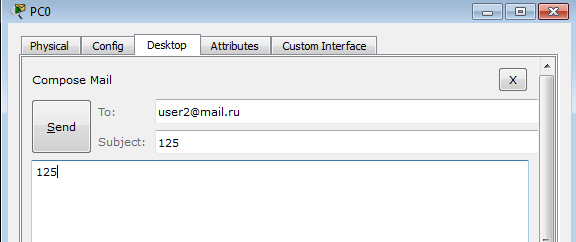 PC0
Physical Config Desktop Attributes Custom Interface
Compose Mail X
Send
To: user2@mail.ru
Subject: 125
125